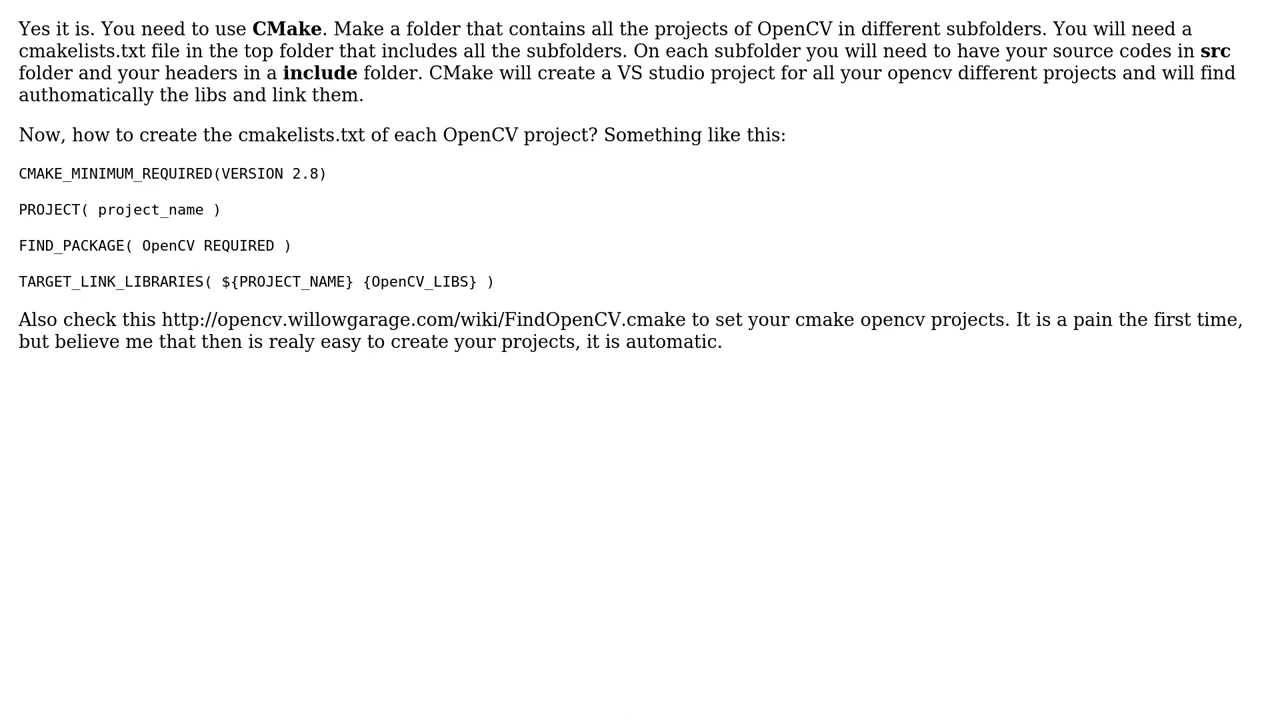 Yes it is. You need to use CMake. Make a folder that contains all the projects of OpenCV in different subfolders. You will need a
cmakelists.txt file in the top folder that includes all the subfolders. On each subfolder you will need to have your source codes in src
folder and your headers in a include folder. CMake will create a VS studio project for all your opencv different projects and will find
authomatically the libs and link them.
Now, how to create the cmakelists.txt of each OpenCV project? Something like this:
CMAKE_MINIMUM_REQUIRED(VERSION 2.8)
PROJECT( project_name )
FIND_PACKAGE( OpenCV REQUIRED )
TARGET_LINK_LIBRARIES( ${PROJECT_NAME} {OpenCV_LIBS} )
Also check this http://opencv.willowgarage.com/wiki/FindOpenCV.cmake to set your cmake opencv projects. It is a pain the first time,
but believe me that then is realy easy to create your projects, it is automatic.